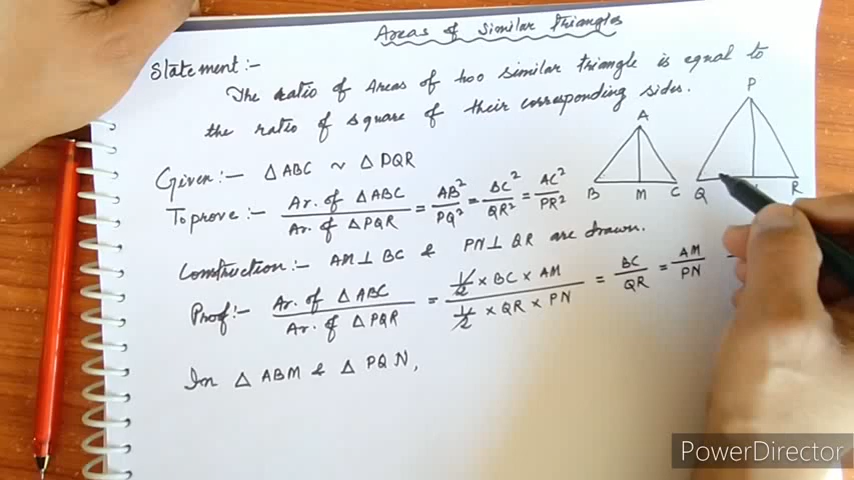 Areas of Similar triangles
Statement:-
The ratio of Areas of two similar triangle is equal to
the ratio of square of their corresponding sides.
Given:- △ ABC ~ △ PQR
To prove:- Ar. of △ABC / Ar. of △PQR = AB² / PQ² = BC² / QR² = AC² / PR²
Construction:- AM ⊥ BC & PN ⊥ QR are drawn.
Proof:- Ar. of △ABC / Ar. of △PQR = 1/2 × BC × AM / 1/2 × QR × PN = BC / QR = AM / PN
In △ ABM & △ PQN,
A
B M C
P
Q R
PowerDirector